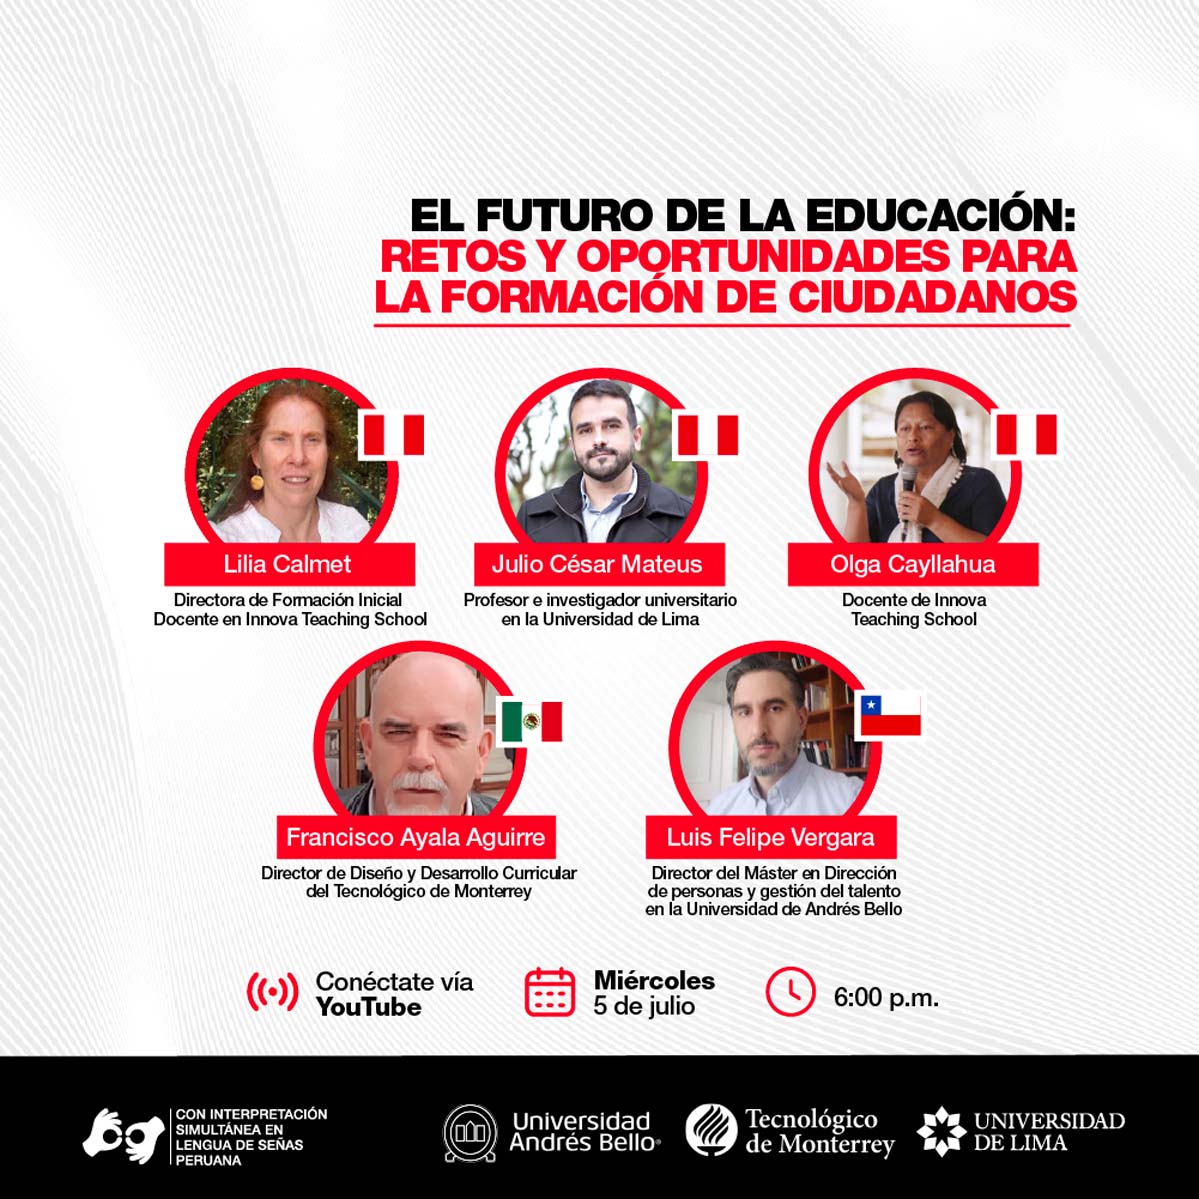 EL FUTURO DE LA EDUCACIÓN:
RETOS Y OPORTUNIDADES PARA
LA FORMACIÓN DE CIUDADANOS
Lilia Calmet
Directora de Formación Inicial
Docente en Innova Teaching School
Julio César Mateus
Profesor e investigador universitario
en la Universidad de Lima
Olga Cayllahua
Docente de Innova
Teaching School
Francisco Ayala Aguirre
Director de Diseño y Desarrollo Curricular
del Tecnológico de Monterrey
Luis Felipe Vergara
Director del Máster en Dirección
de personas y gestión del talento
en la Universidad de Andrés Bello
Conéctate vía
YouTube
Miércoles
5 de julio
6:00 p.m.
CON INTERPRETACIÓN
SIMULTÁNEA EN
LENGUA DE SEÑAS
PERUANA
Universidad
Andrés Bello®
Tecnológico
de Monterrey
UNIVERSIDAD
DE LIMA